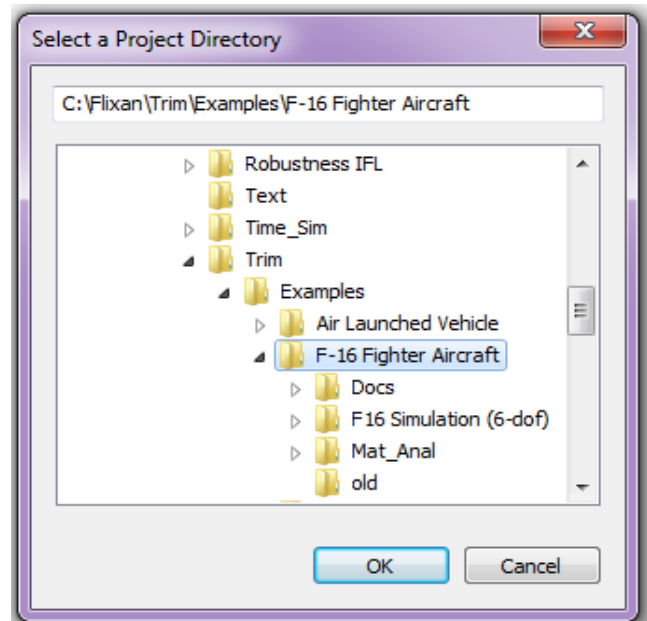 Select a Project Directory
C:\Flixan\Trim\Examples\F-16 Fighter Aircraft
Robustness IFL
Text
Time_Sim
Trim
Examples
Air Launched Vehicle
F-16 Fighter Aircraft
Docs
F16 Simulation (6-dof)
Mat_Anal
old
OK Cancel